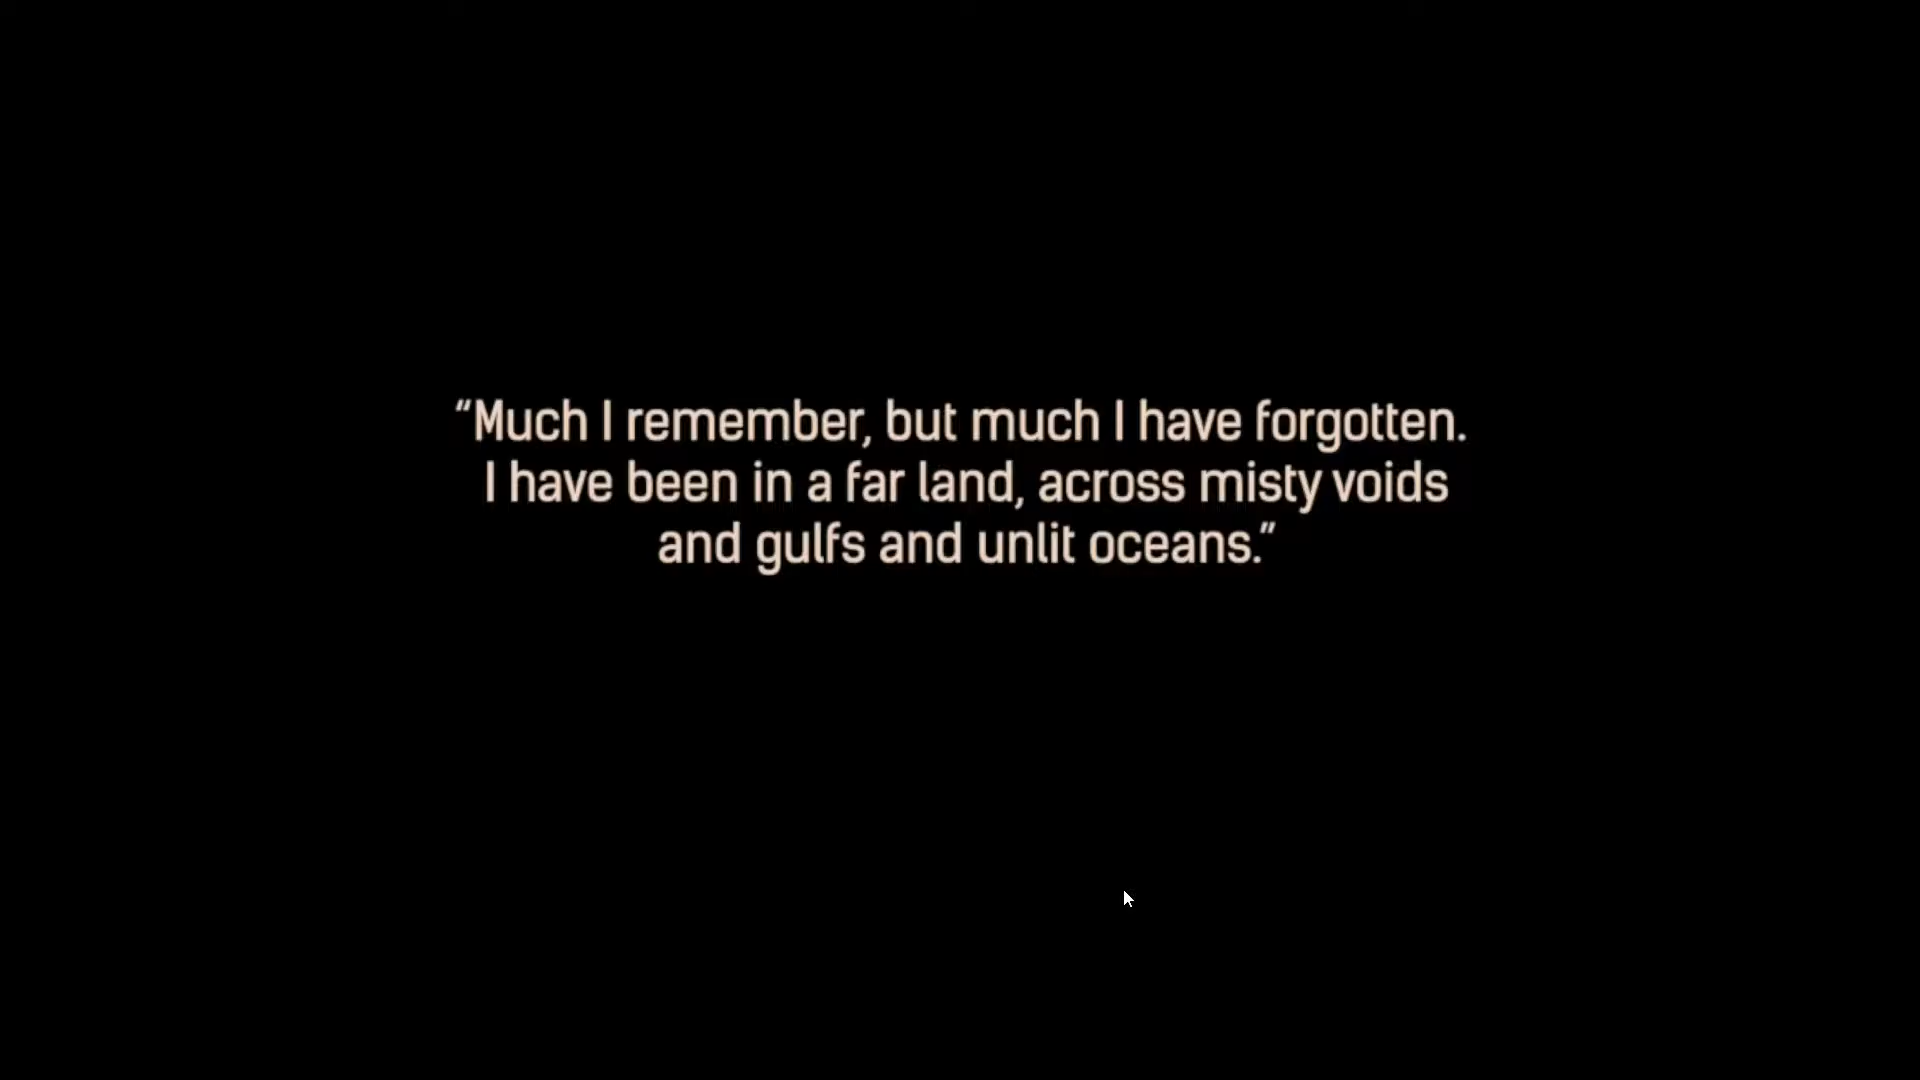 “Much I remember, but much I have forgotten.
I have been in a far land, across misty voids
and gulfs and unlit oceans.”